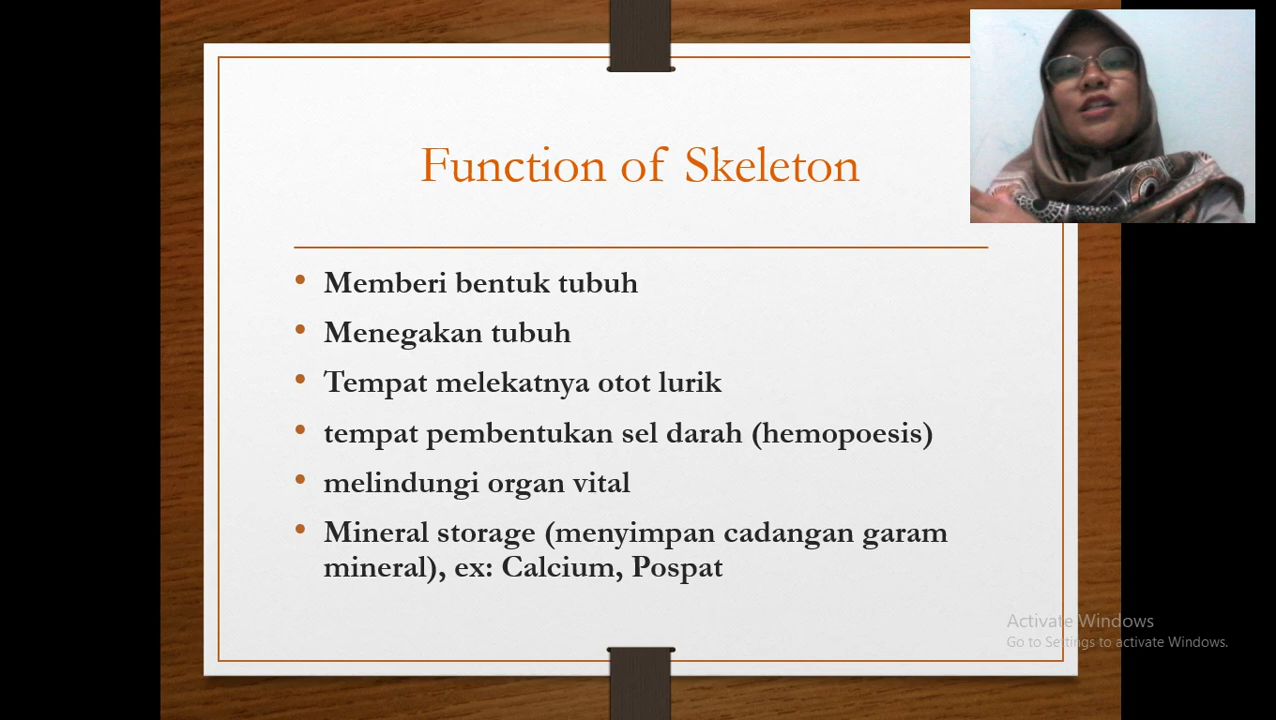 Function of Skeleton
• Memberi bentuk tubuh
• Menegakan tubuh
• Tempat melekatnya otot lurik
• tempat pembentukan sel darah (hemopoesis)
• melindungi organ vital
• Mineral storage (menyimpan cadangan garam
mineral), ex: Calcium, Pospat
Activate Windows
Go to Settings to activate Windows.